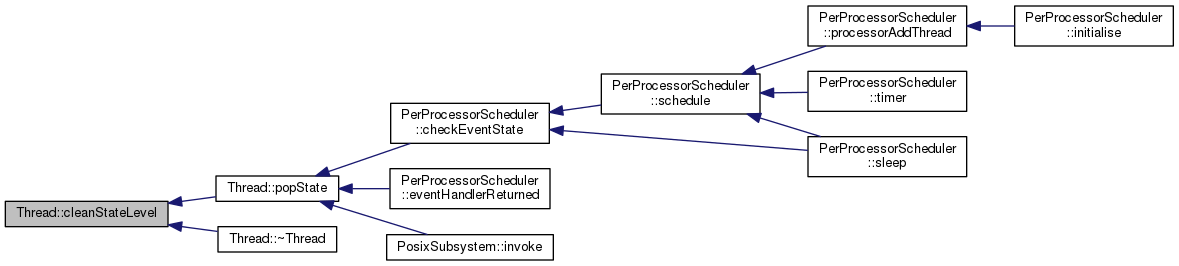 PerProcessorScheduler
::processorAddThread
PerProcessorScheduler
::initialise
PerProcessorScheduler
::schedule
PerProcessorScheduler
::timer
PerProcessorScheduler
::checkEventState
PerProcessorScheduler
::sleep
Thread::popState
PerProcessorScheduler
::eventHandlerReturned
Thread::cleanStateLevel
Thread::~Thread
PosixSubsystem::invoke